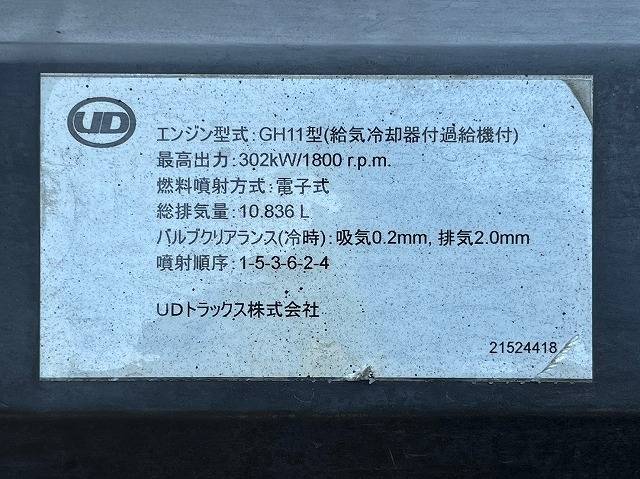 UD
エンジン型式：GH11型(給気冷却器付過給機付)
最高出力：302kW/1800 r.p.m.
燃料噴射方式：電子式
総排気量：10.836 L
バルブクリアランス(冷時)：吸気0.2mm, 排気2.0mm
噴射順序：1-5-3-6-2-4
UDトラックス株式会社
21524418